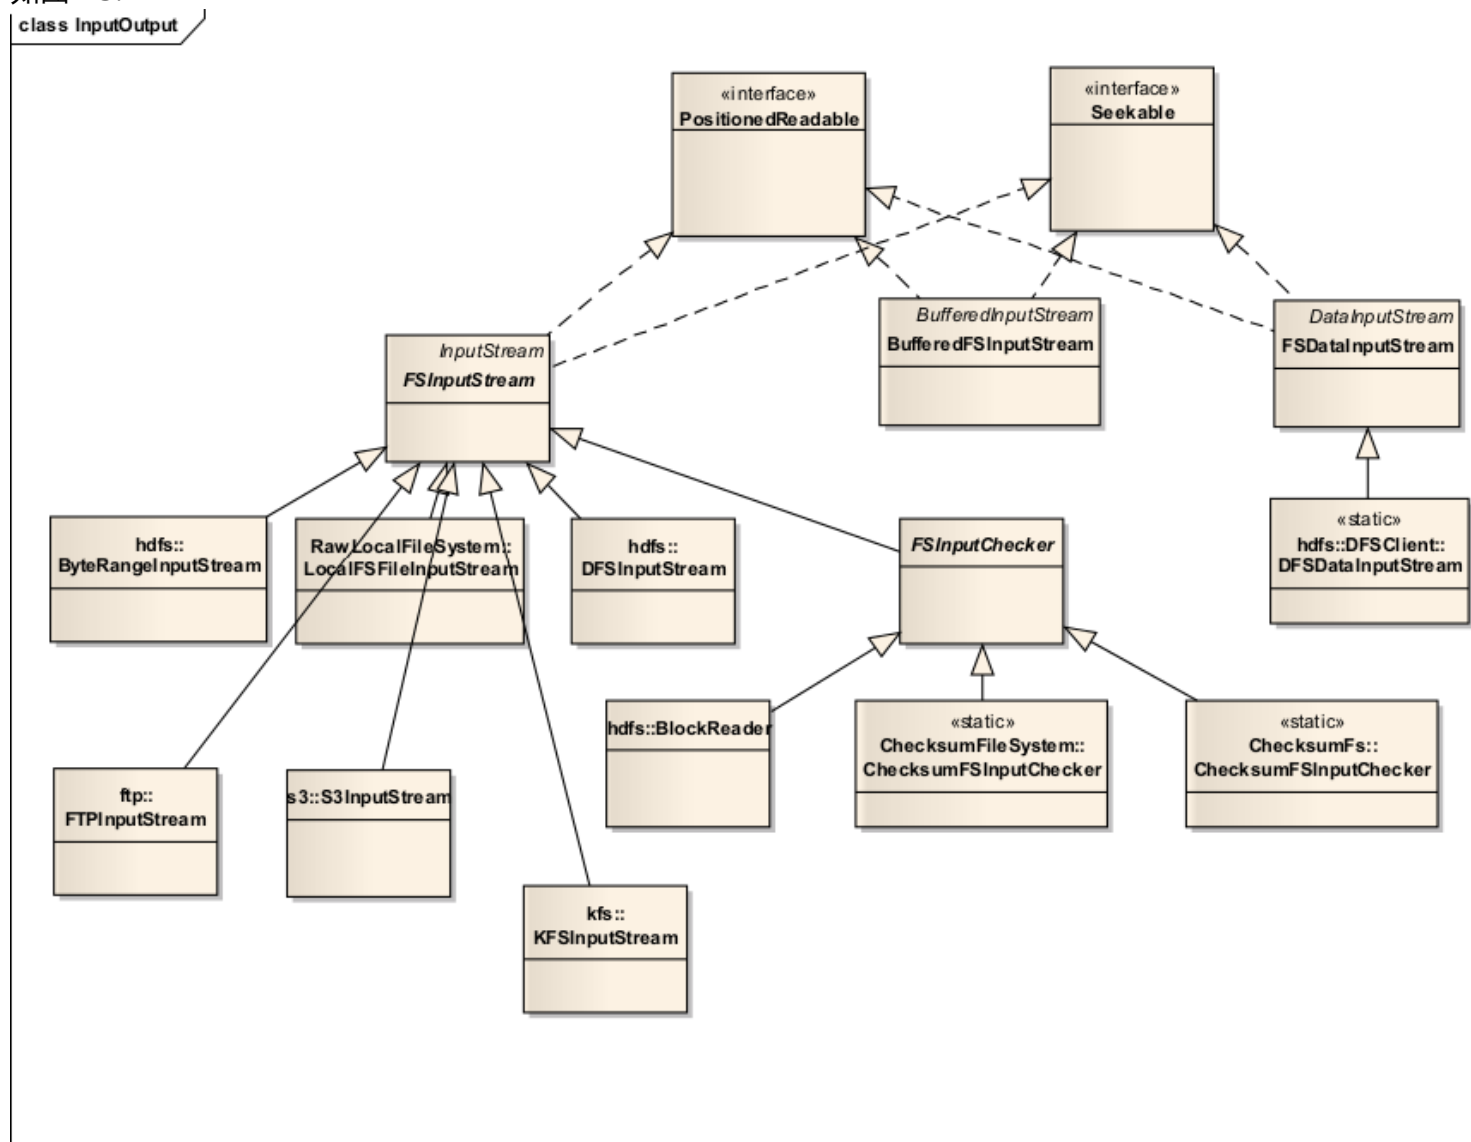 class InputOutput
«interface»
PositionedReadable
«interface»
Seekable
InputStream
FSInputStream
BufferedInputStream
BufferedFSInputStream
DataInputStream
FSDataInputStream
hdfs::
ByteRangeInputStream
RawLocalFileSystem::
LocalFSFileInputStream
hdfs::
DFSInputStream
FSInputChecker
«static»
hdfs::DFSClient::
DFSDataInputStream
hdfs::BlockReader
«static»
ChecksumFileSystem::
ChecksumFSInputChecker
«static»
ChecksumFs::
ChecksumFSInputChecker
ftp::
FTPInputStream
s3::S3InputStream
kfs::
KFSInputStream